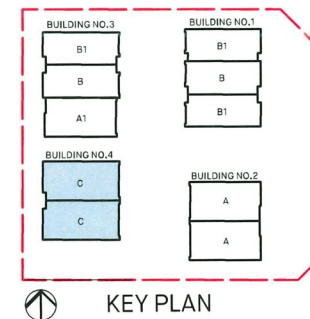 BUILDING NO.3
B1
B
A1
BUILDING NO.1
B1
B
B1
BUILDING NO.4
C
C
BUILDING NO.2
A
A
KEY PLAN